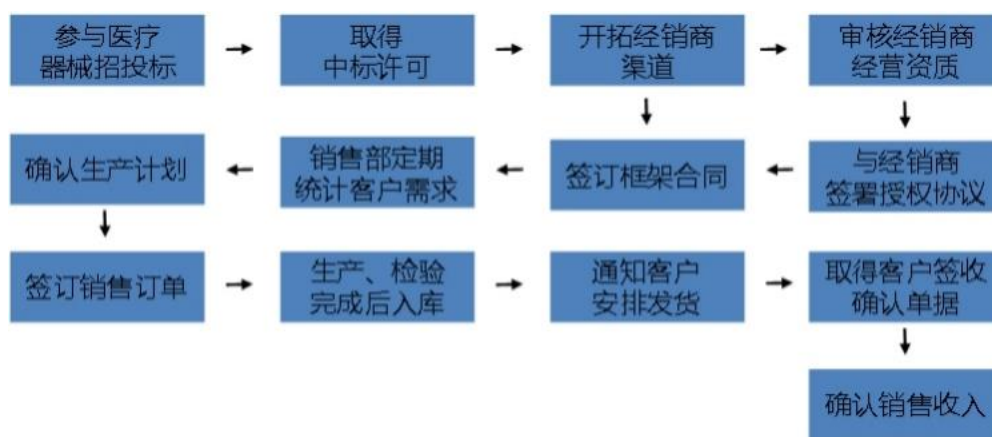 参与医疗
器械招投标
取得
中标许可
开拓经销商
渠道
审核经销商
经营资质
确认生产计划
销售部定期
统计客户需求
签订框架合同
与经销商
签署授权协议
签订销售订单
生产、检验
完成后入库
通知客户
安排发货
取得客户签收
确认单据
确认销售收入